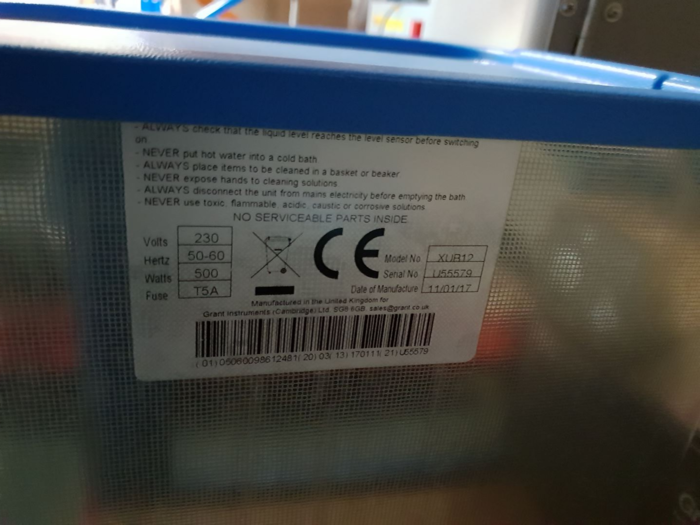 - ALWAYS check that the liquid level reaches the level sensor before switching
on
- NEVER put hot water into a cold bath
- ALWAYS place items to be cleaned in a basket or beaker
- NEVER expose hands to cleaning solutions
- ALWAYS disconnect the unit from mains electricity before emptying the bath
- NEVER use toxic, flammable, acidic, caustic or corrosive solutions
NO SERVICEABLE PARTS INSIDE
Volts 230
Hertz 50-60
Watts 500
Fuse T5A
CE
Model No XUB12
Serial No U55579
Date of Manufacture 11/01/17
Manufactured in the United Kingdom for
Grant Instruments (Cambridge) Ltd. SG8 6GB. sales@grant.co.uk
(01)05060098612481(20)03(13)170111(21)U55579